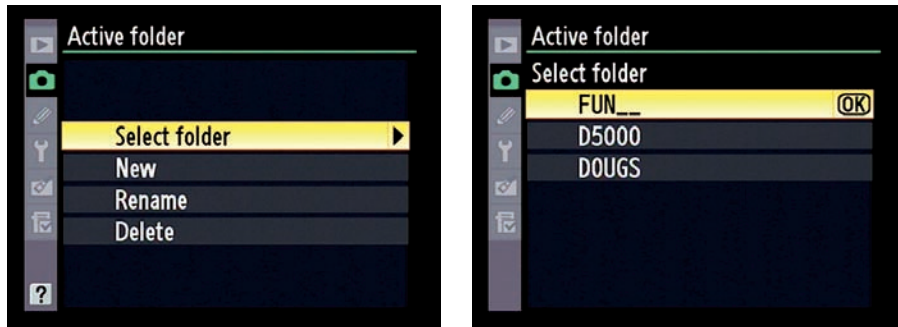 Active folder
Select folder
New
Rename
Delete
?
Active folder
Select folder
FUN__ OK
D5000
DOUGS